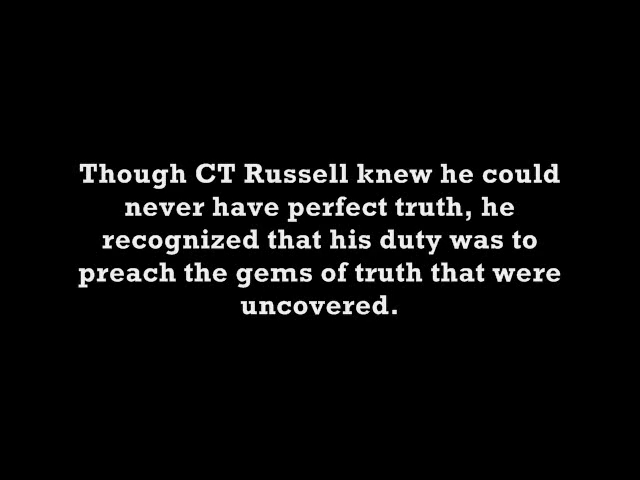 Though CT Russell knew he could
never have perfect truth, he
recognized that his duty was to
preach the gems of truth that were
uncovered.